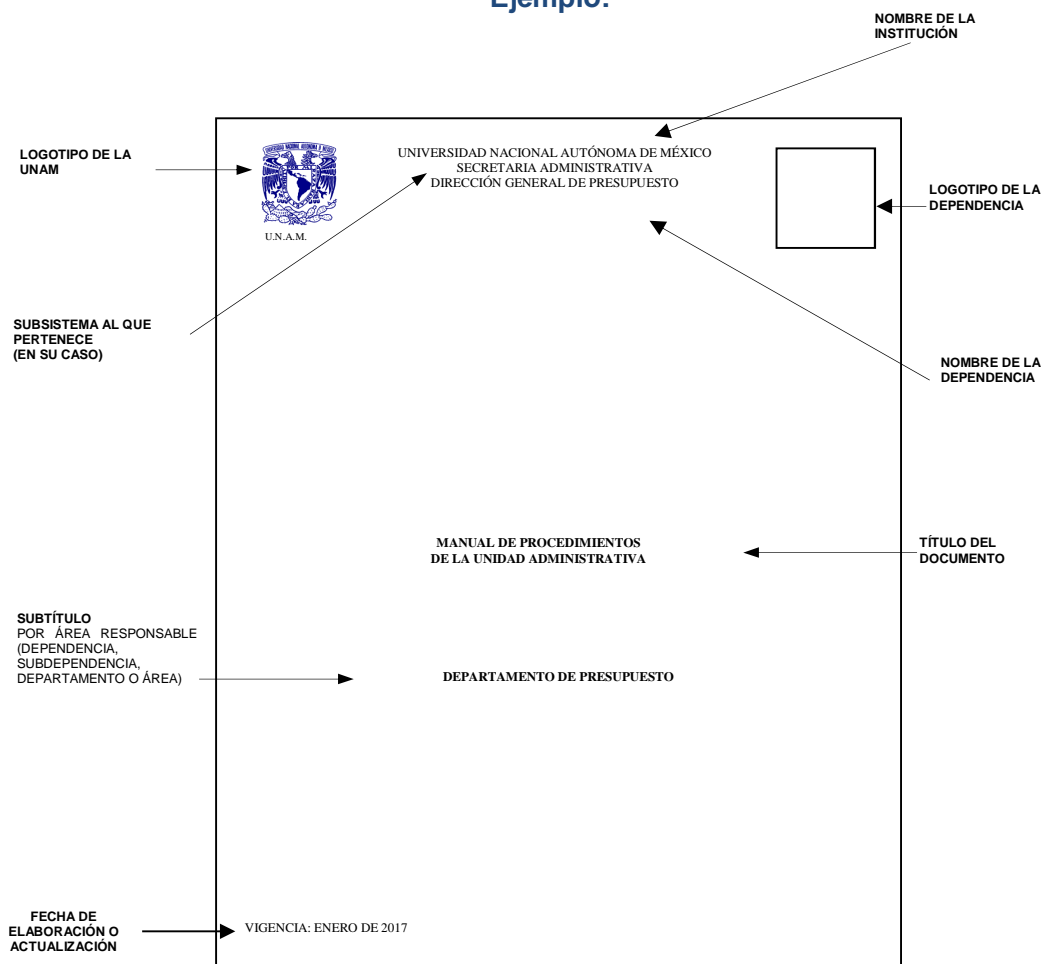 Ejemplo:
NOMBRE DE LA
INSTITUCIÓN
LOGOTIPO DE LA
UNAM
UNIVERSIDAD NACIONAL AUTÓNOMA DE MÉXICO
SECRETARIA ADMINISTRATIVA
DIRECCIÓN GENERAL DE PRESUPUESTO
U.N.A.M.
LOGOTIPO DE LA
DEPENDENCIA
SUBSISTEMA AL QUE
PERTENECE
(EN SU CASO)
NOMBRE DE LA
DEPENDENCIA
MANUAL DE PROCEDIMIENTOS
DE LA UNIDAD ADMINISTRATIVA
TÍTULO DEL
DOCUMENTO
SUBTÍTULO
POR ÁREA RESPONSABLE
(DEPENDENCIA,
SUBDEPENDENCIA,
DEPARTAMENTO O ÁREA)
DEPARTAMENTO DE PRESUPUESTO
FECHA DE
ELABORACIÓN O
ACTUALIZACIÓN
VIGENCIA: ENERO DE 2017